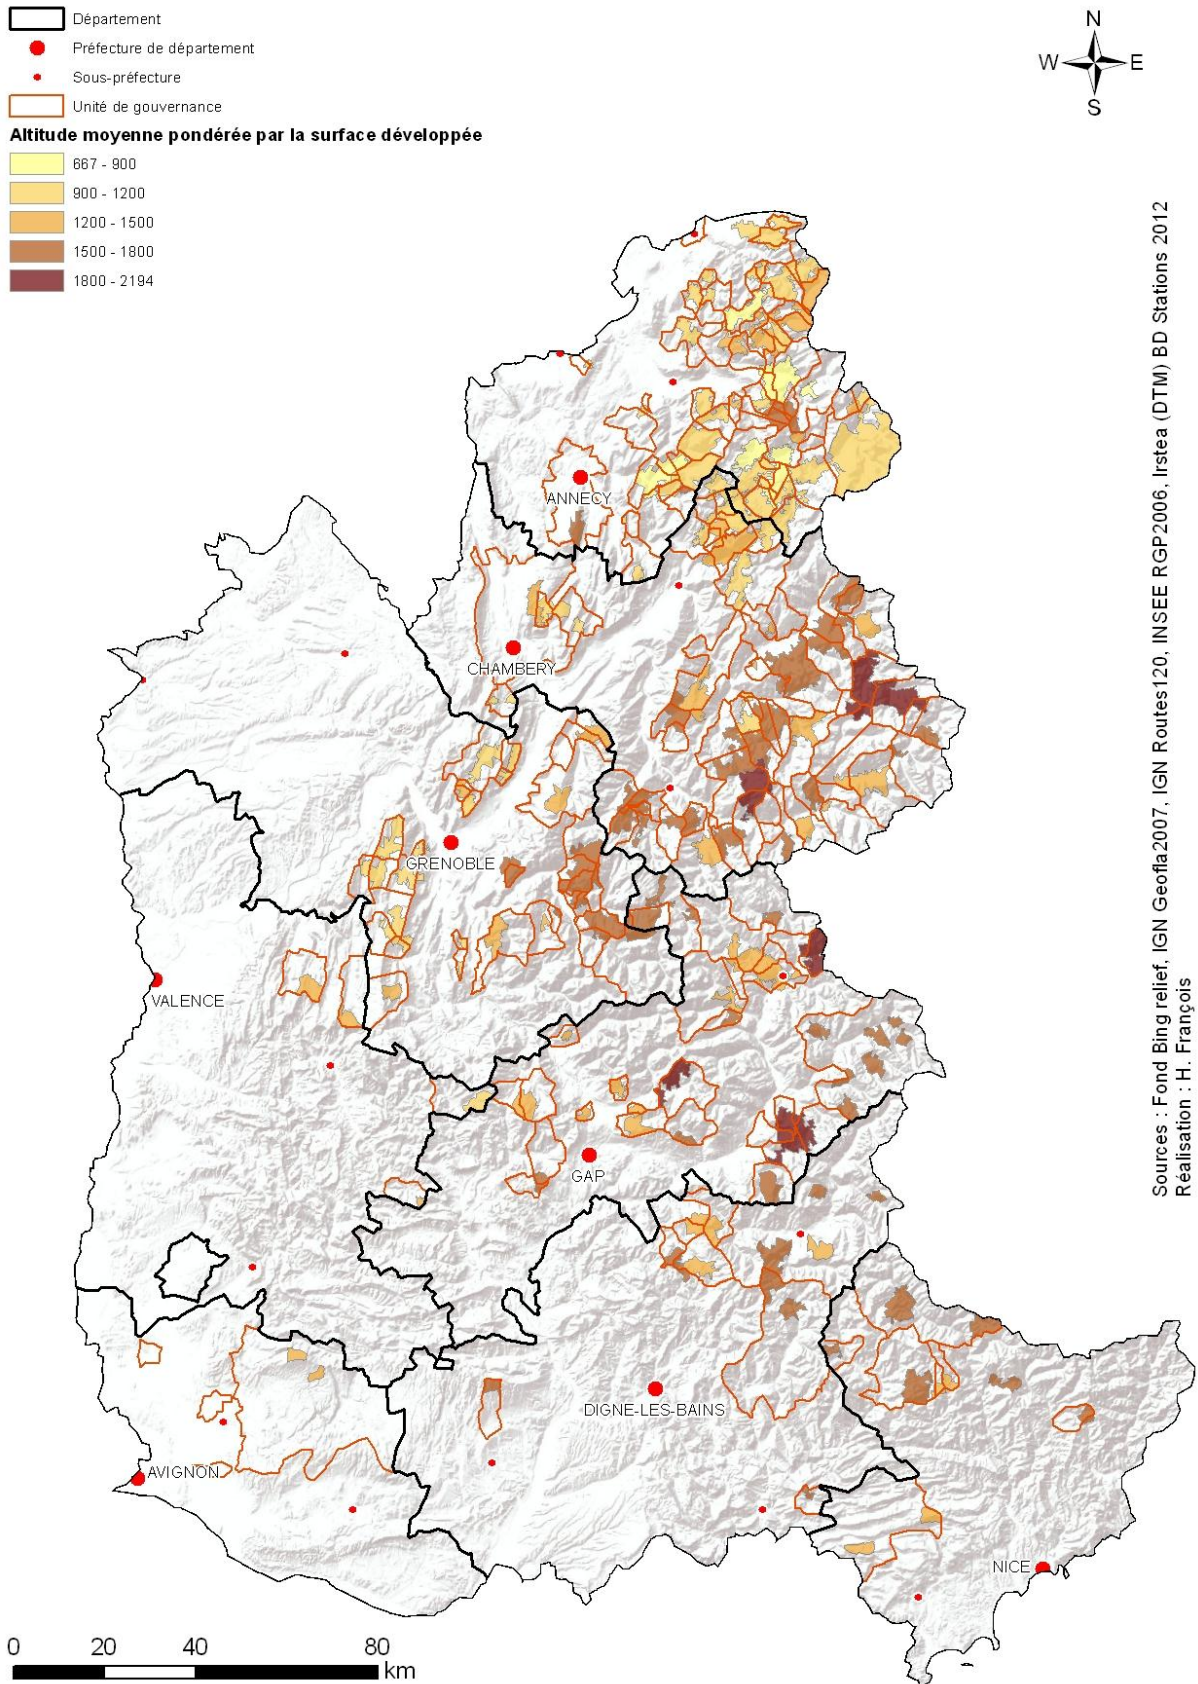 Département
Préfecture de département
Sous-préfecture
Unité de gouvernance
Altitude moyenne pondérée par la surface développée
667 - 900
900 - 1200
1200 - 1500
1500 - 1800
1800 - 2194
N
W E
S
ANNECY
CHAMBERY
GRENOBLE
VALENCE
GAP
DIGNE-LES-BAINS
AVIGNON
NICE
0 20 40 80
km
Sources : Fond Bing relief, IGN Geofla2007, IGN Routes120, INSEE RGP2006, Irstea (DTM) BD Stations 2012
Réalisation : H. François